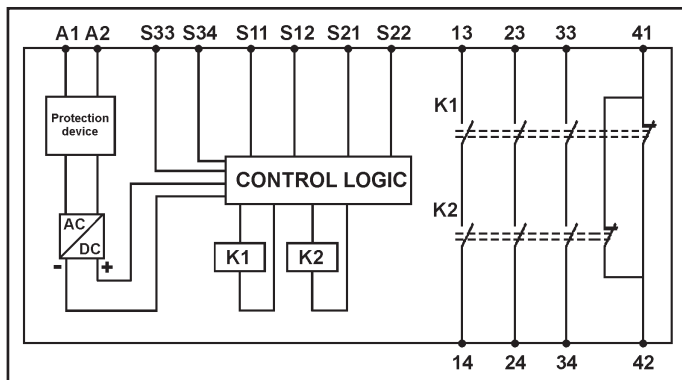 A1 A2 S33 S34 S11 S12 S21 S22 13 23 33 41
K1
Protection
device
CONTROL LOGIC
K2
AC
DC
- +
K1 K2
14 24 34 42